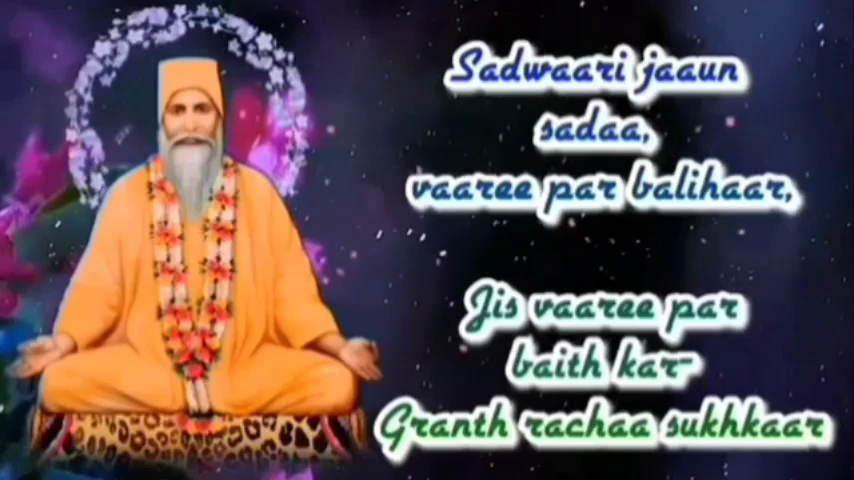 Sadwaari jaaun
sadaa,
vaaree par balihaar,
Jis vaaree par
baith kar-
Granth rachaa sukhkaar